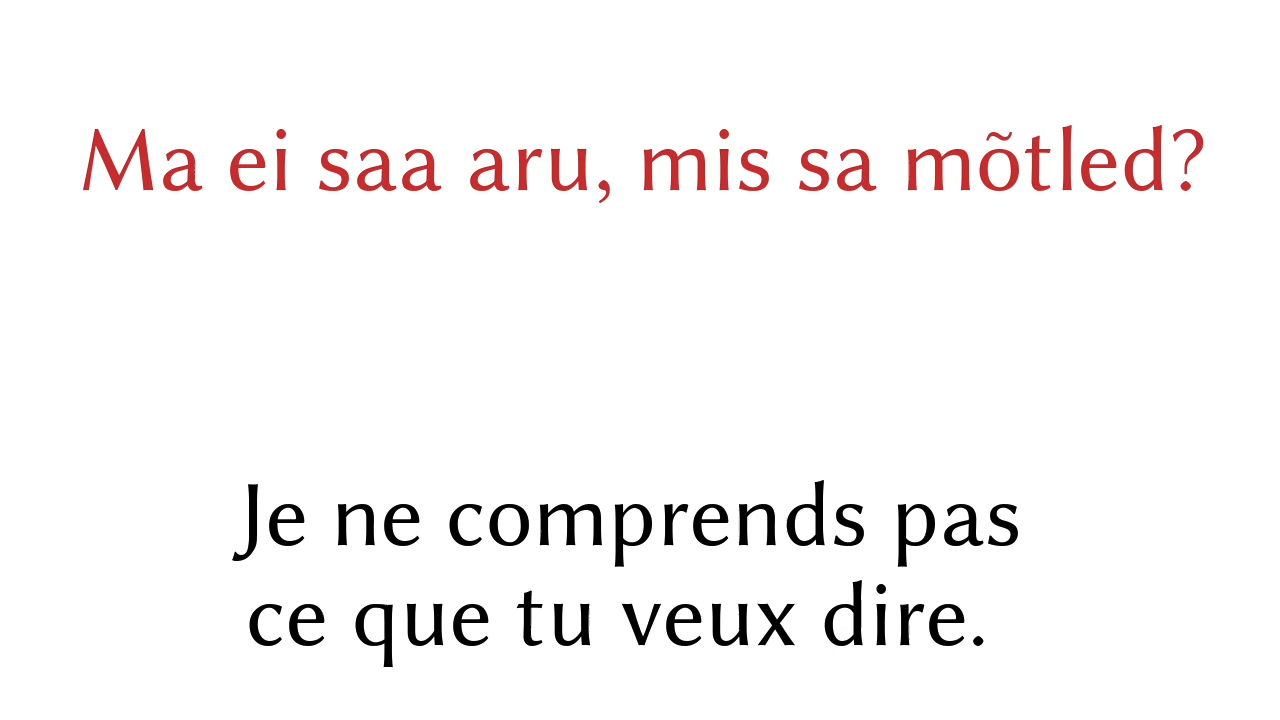 Ma ei saa aru, mis sa mõtled?
Je ne comprends pas
ce que tu veux dire.